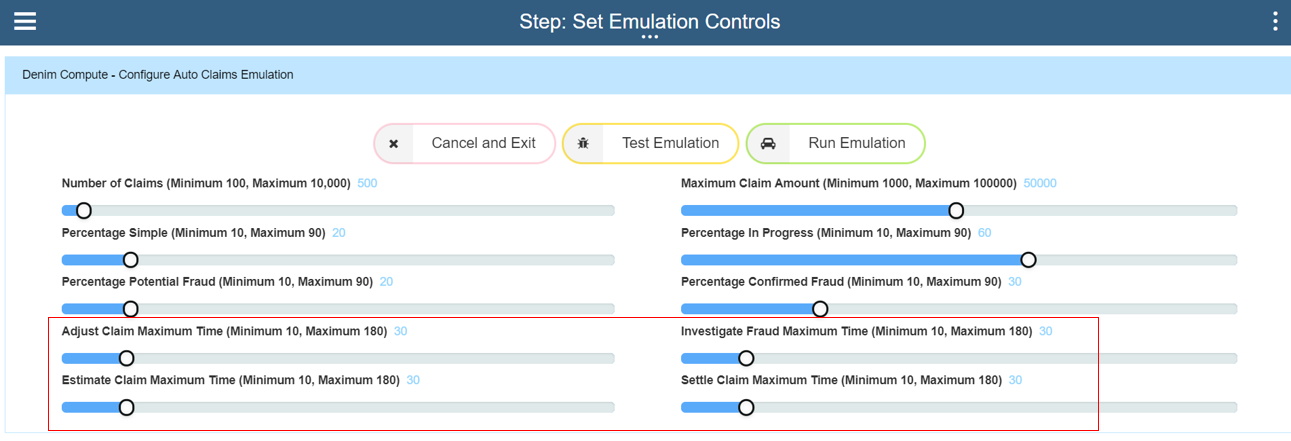 Step: Set Emulation Controls
Denim Compute - Configure Auto Claims Emulation
Cancel and Exit
Test Emulation
Run Emulation
Number of Claims (Minimum 100, Maximum 10,000) 500
Maximum Claim Amount (Minimum 1000, Maximum 100000) 50000
Percentage Simple (Minimum 10, Maximum 90) 20
Percentage In Progress (Minimum 10, Maximum 90) 60
Percentage Potential Fraud (Minimum 10, Maximum 90) 20
Percentage Confirmed Fraud (Minimum 10, Maximum 90) 30
Adjust Claim Maximum Time (Minimum 10, Maximum 180) 30
Investigate Fraud Maximum Time (Minimum 10, Maximum 180) 30
Estimate Claim Maximum Time (Minimum 10, Maximum 180) 30
Settle Claim Maximum Time (Minimum 10, Maximum 180) 30